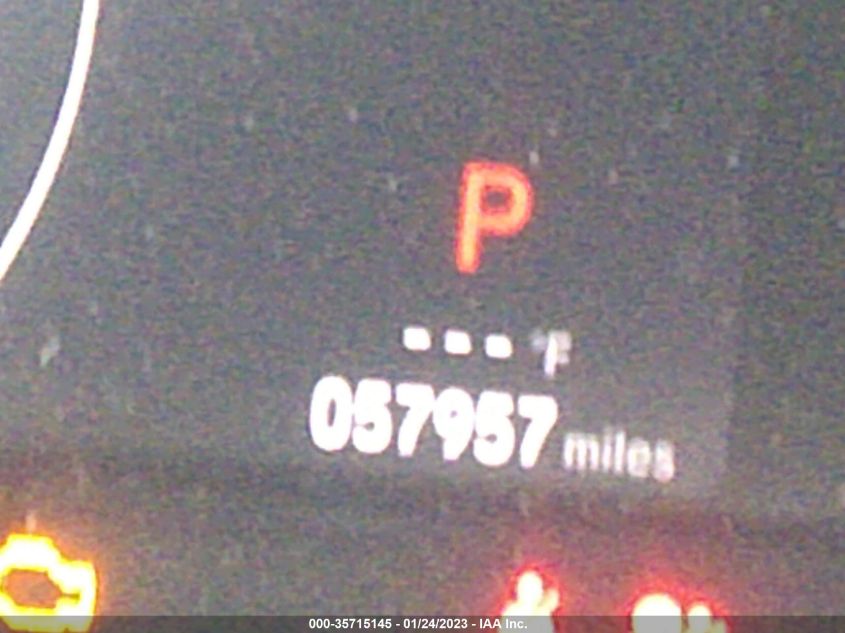 P
--- °F
057957 miles
000-35715145 - 01/24/2023 - IAA Inc.